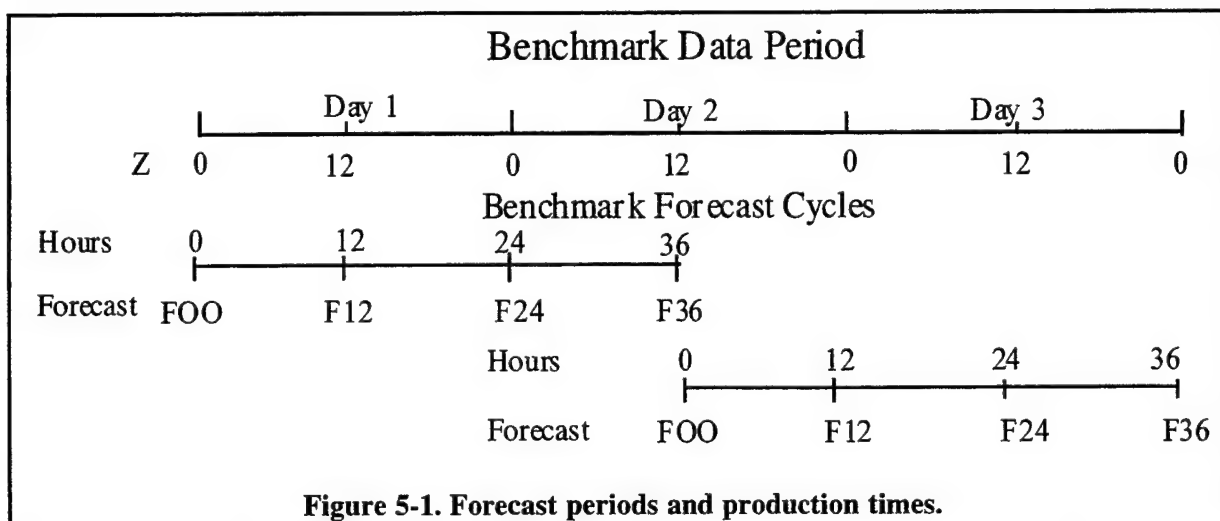 Benchmark Data Period
Day 1 Day 2 Day 3
Z 0 12 0 12 0 12 0
Benchmark Forecast Cycles
Hours 0 12 24 36
Forecast FOO F12 F24 F36
Hours 0 12 24 36
Forecast FOO F12 F24 F36
Figure 5-1. Forecast periods and production times.